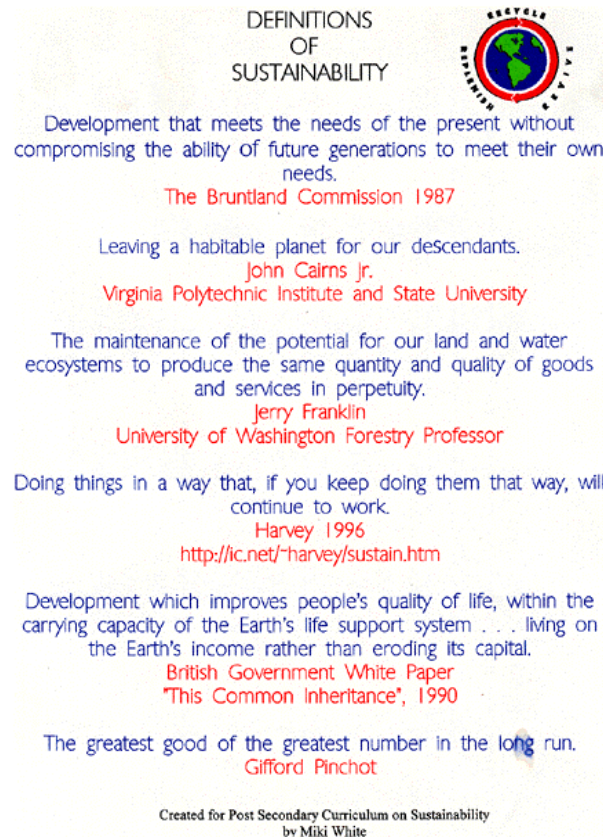 DEFINITIONS
OF
SUSTAINABILITY
RECYCLE
REPLENISH
Development that meets the needs of the present without
compromising the ability of future generations to meet their own
needs.
The Bruntland Commission 1987
Leaving a habitable planet for our descendants.
John Cairns Jr.
Virginia Polytechnic Institute and State University
The maintenance of the potential for our land and water
ecosystems to produce the same quantity and quality of goods
and services in perpetuity.
Jerry Franklin
University of Washington Forestry Professor
Doing things in a way that, if you keep doing them that way, will
continue to work.
Harvey 1996
http://ic.net/~harvey/sustain.htm
Development which improves people's quality of life, within the
carrying capacity of the Earth's life support system . . . living on
the Earth's income rather than eroding its capital.
British Government White Paper
"This Common Inheritance", 1990
The greatest good of the greatest number in the long run.
Gifford Pinchot
Created for Post Secondary Curriculum on Sustainability
by Miki White